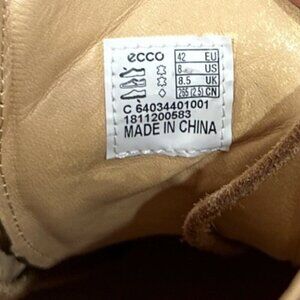 ecco 42 EU
8- US
8.5 UK
265 (2.5) CN
C 64034401001
1811200583
MADE IN CHINA